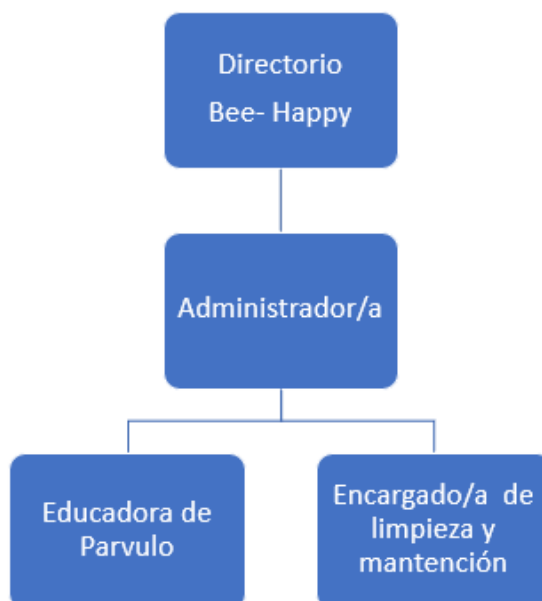 Directorio
Bee- Happy
Administrador/a
Educadora de
Parvulo
Encargado/a de
limpieza y
mantención